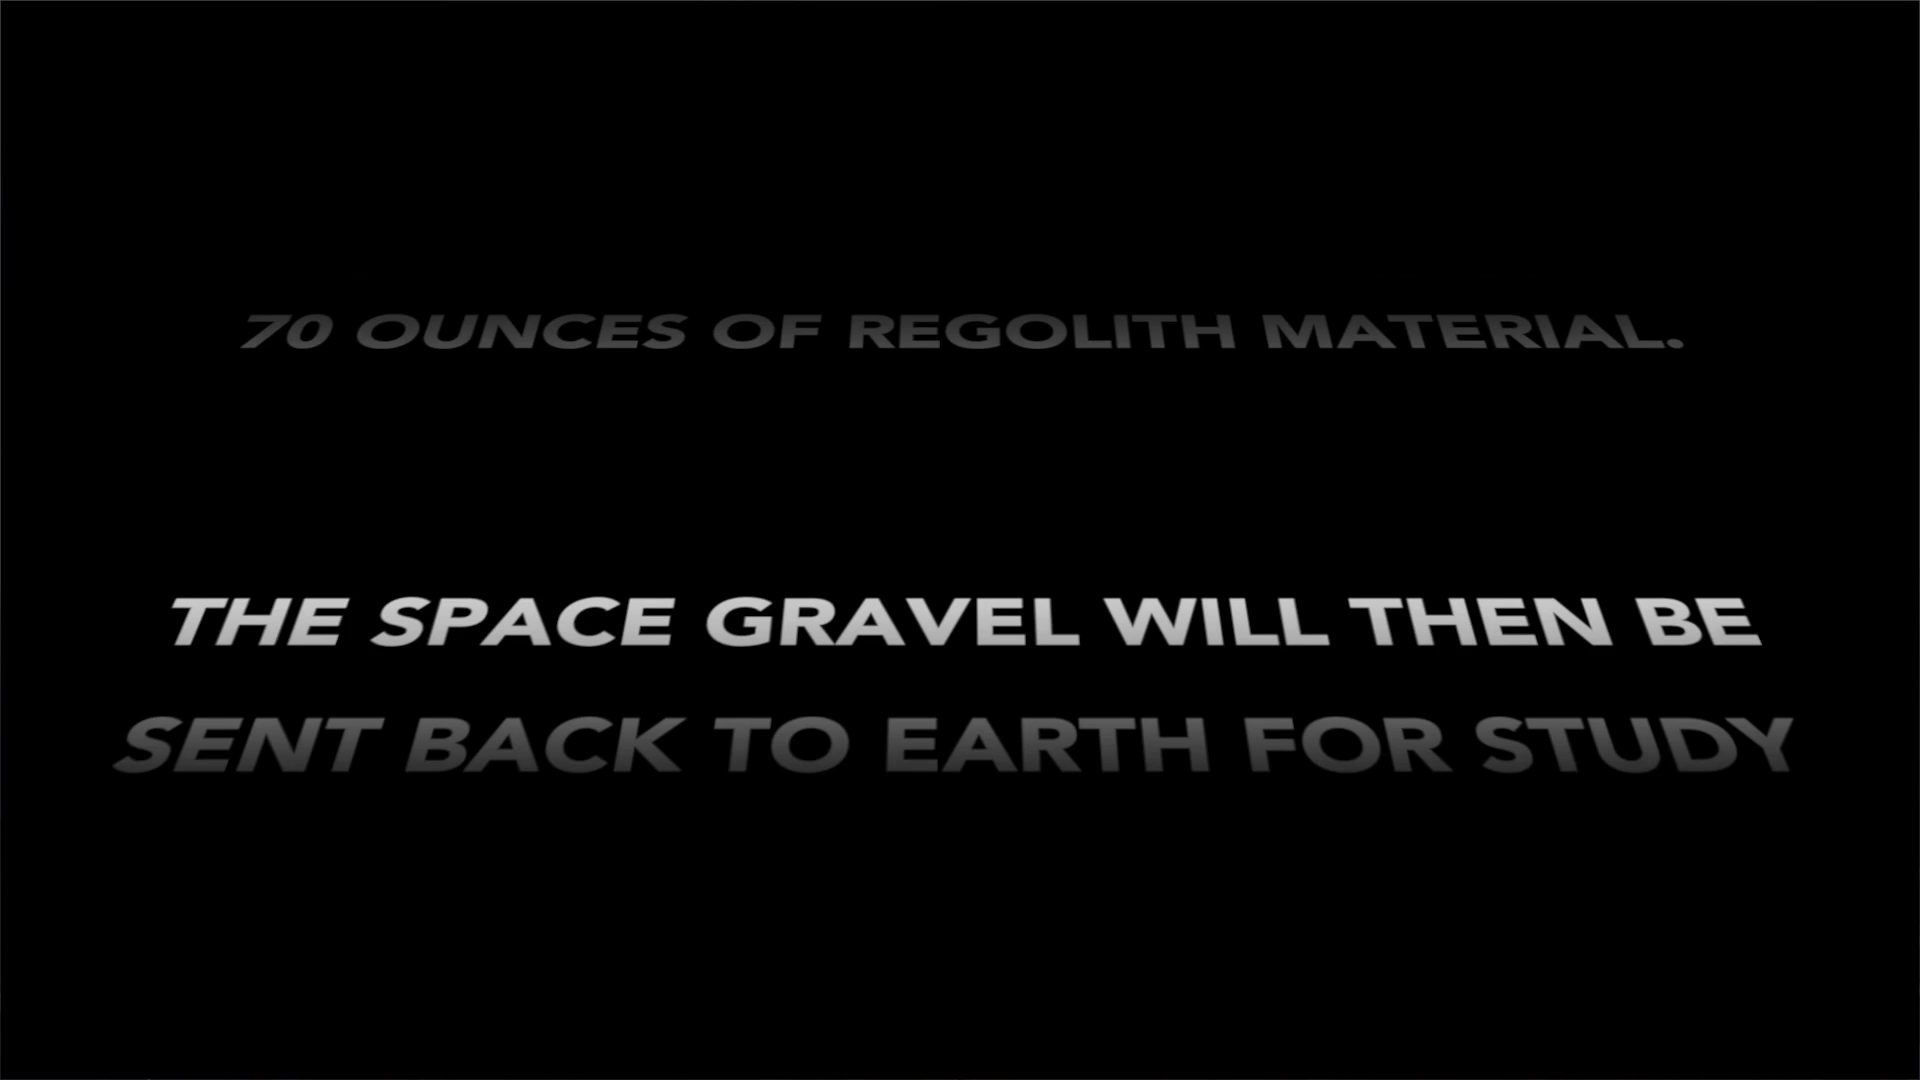 70 OUNCES OF REGOLITH MATERIAL.
THE SPACE GRAVEL WILL THEN BE
SENT BACK TO EARTH FOR STUDY